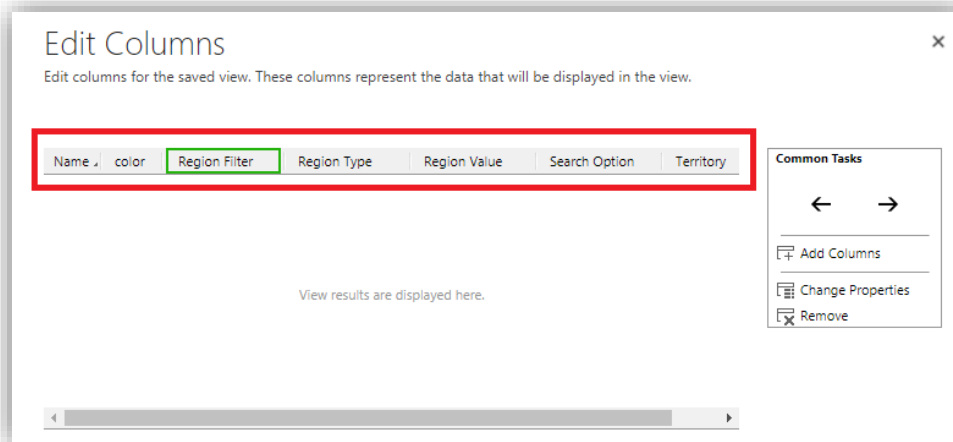 Edit Columns
Edit columns for the saved view. These columns represent the data that will be displayed in the view.
Name color Region Filter Region Type Region Value Search Option Territory
Common Tasks
Add Columns
Change Properties
Remove
View results are displayed here.